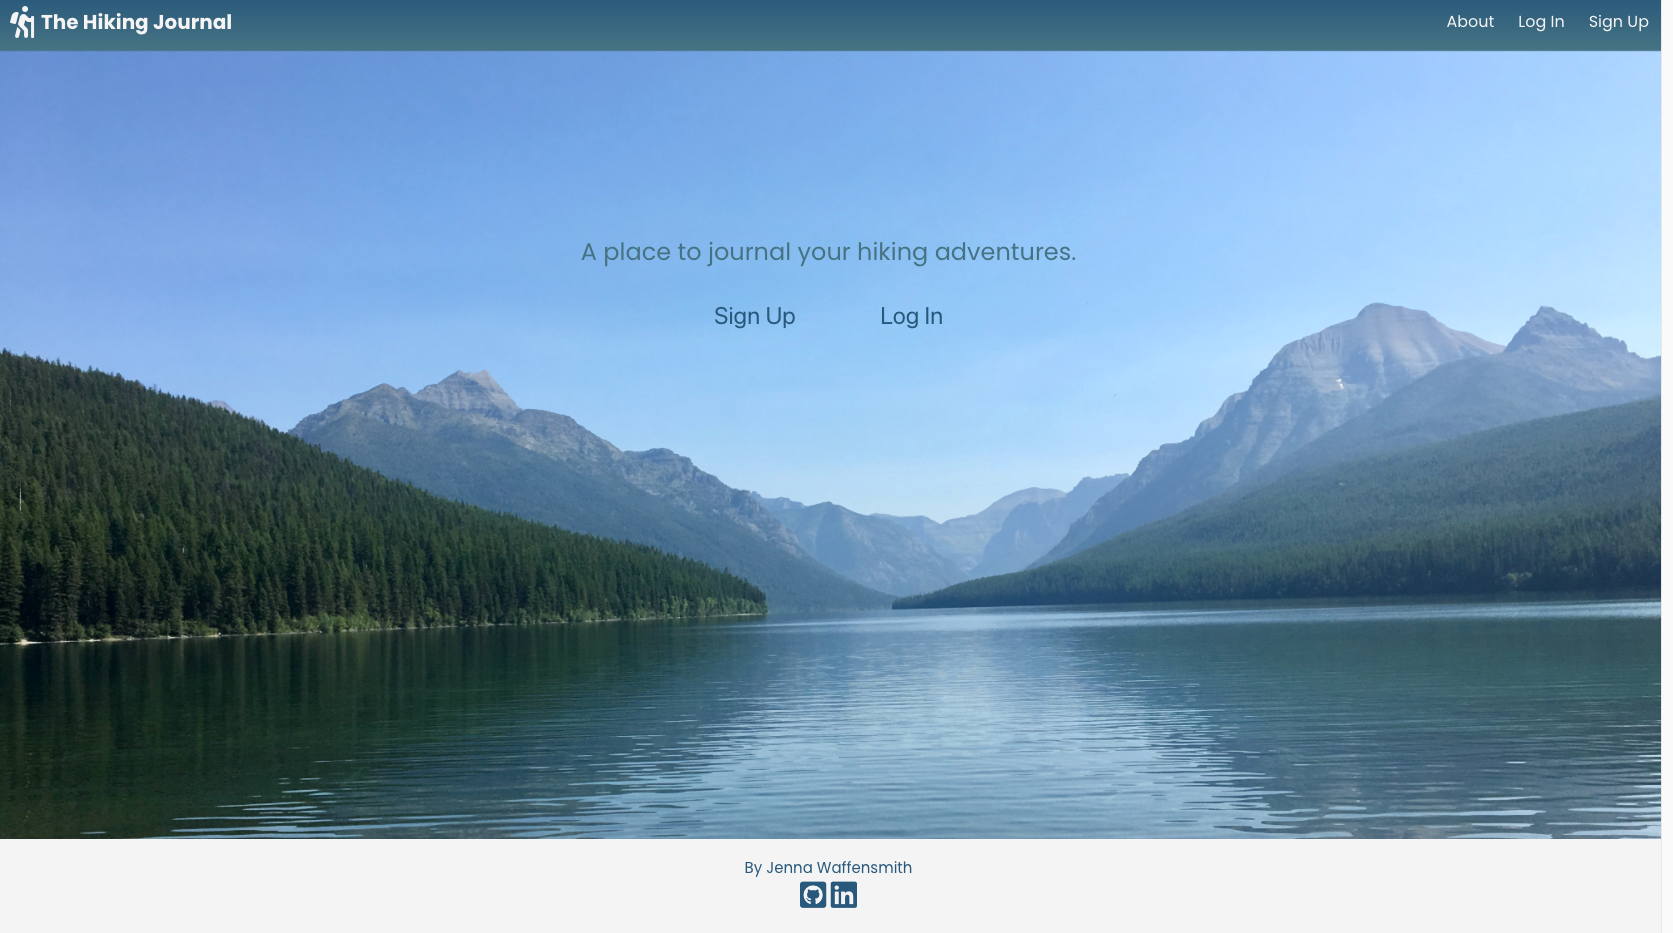 The Hiking Journal
About Log In Sign Up
A place to journal your hiking adventures.
Sign Up Log In
By Jenna Waffensmith
in